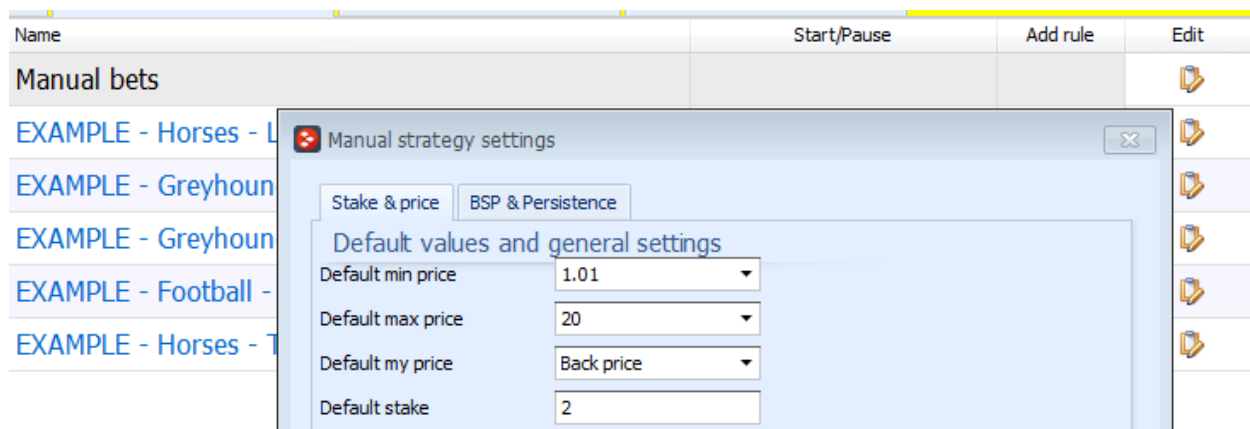 Name Start/Pause Add rule Edit
Manual bets
EXAMPLE - Horses - L
Manual strategy settings
EXAMPLE - Greyhoun
Stake & price BSP & Persistence
EXAMPLE - Greyhoun
Default values and general settings
Default min price 1.01
EXAMPLE - Football -
Default max price 20
EXAMPLE - Horses - T
Default my price Back price
Default stake 2